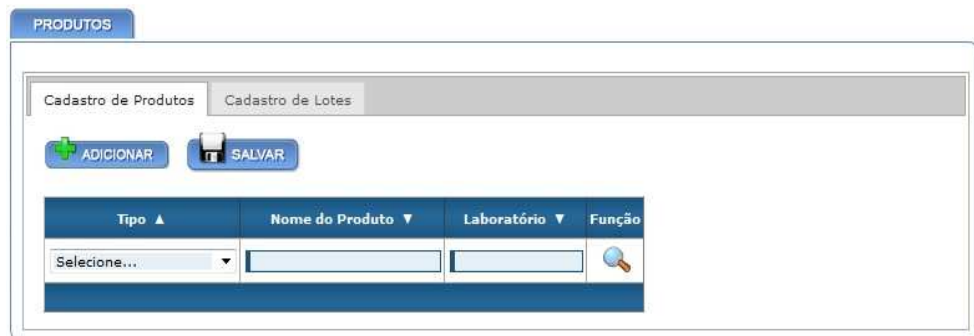 PRODUTOS
Cadastro de Produtos Cadastro de Lotes
ADICIONAR SALVAR
Tipo ▲ Nome do Produto ▼ Laboratório ▼ Função
Selecione...